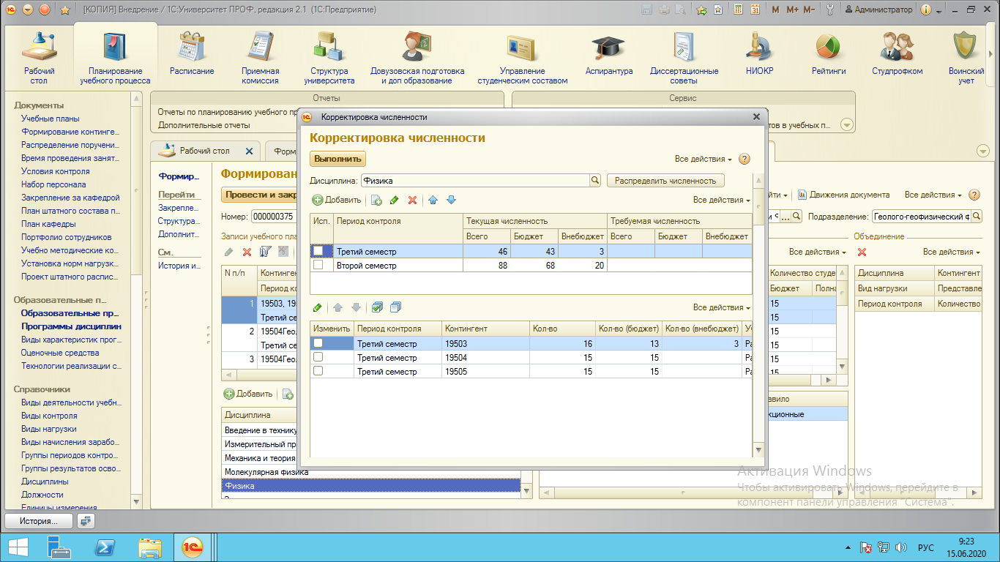 [КОПИЯ] Внедрение / 1С:Университет ПРОФ, редакция 2.1 (1С:Предприятие)
M M+ M- Администратор
Рабочий стол
Планирование учебного процесса
Расписание
Приемная комиссия
Структура университета
Довузовская подготовка и доп образование
Управление студенческим составом
Аспирантура
Диссертационные советы
НИОКР
Рейтинги
Студпрофком
Воинский учет
Документы
Учебные планы
Формирование континге...
Распределение поручени...
Время проведения занят...
Условия контроля
Набор персонала
Закрепление за кафедрой
План штатного состава п...
План кафедры
Портфолио сотрудников
Учебно методические ко...
Установка норм нагрузк...
Проект штатного распис...
Образовательные п...
Образовательные пр...
Программы дисциплин
Виды характеристик прог...
Оценочные средства
Технологии реализации с...
Справочники
Виды деятельности учебн...
Виды контроля
Виды нагрузки
Виды начисления зарабо...
Группы периодов контро...
Группы результатов осво...
Дисциплины
Должности
Единицы измерения
Отчеты
Отчеты по планированию учебного пр
Дополнительные отчеты
Сервис
тов в учебных п...
Рабочий стол
Форм
Формир...
Перейти
Закрепле...
Структура...
Дополнит...
См.
История и...
Формирован
Провести и закр
Номер: 000000375
Записи учебного пла
N п/п Континген
Период ко
1 19503, 195
Третий се
2 19504Геол
Третий се
3 19504Геол
Добавить
Дисциплина
Введение в технику
Измерительный пр
Механика и теория
Молекулярная физика
Физика
Корректировка численности
Корректировка численности
Выполнить Все действия
Дисциплина: Физика Распределить численность
Добавить Все действия
Исп. Период контроля Текущая численность Требуемая численность
Всего Бюджет Внебюджет Всего Бюджет Внебюджет
Третий семестр 46 43 3
Второй семестр 88 68 20
Все действия
Изменить Период контроля Контингент Кол-во Кол-во (бюджет) Кол-во (внебюджет)
Третий семестр 19503 16 13 3 Ра
Третий семестр 19504 15 15 Ра
Третий семестр 19505 15 15 Ра
йти Движения документа Все действия
Подразделение: Геолого-геофизический ф
Объединение
Все действия Все действия
Количество студе
Бюджет Полна
15
15
15
15
15
15
Дисциплина Контингент
Вид нагрузки Представле
Период контроля Количество
авило
кционные
Активация Windows
Чтобы активировать Windows, перейдите в
компонент панели управления "Система".
История...
РУС
9:23
15.06.2020